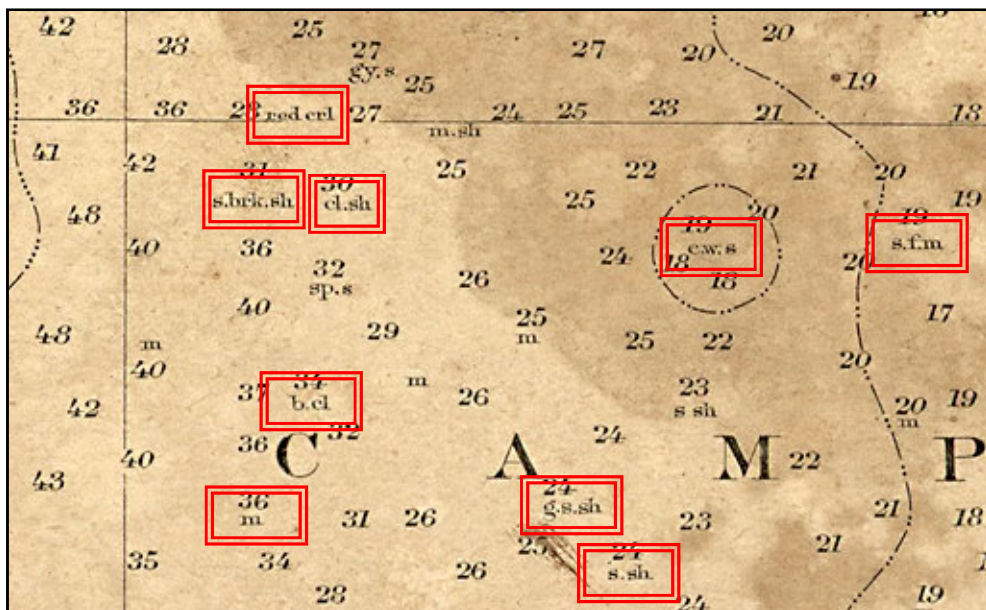 42 25 20 18
28 27 27 20
gy.s
25 19
36 36 28 red crl 27 24 25 23 21 18
m.sh
41 42 31 25 22 21 20
s.brk.sh 30 cl.sh 25 20 19
48 19 19
40 36 24 18 c.w.s 20 s.f.m
32 26 18
sp.s
40 25 17
48 29 m 25 22
m 40 20
37 34 m 26 23 20 19
42 b.cl s sh m
36 32 24
40 C A M P
43 22
36 24
m 31 26 g.s.sh 23 21 18
35 34 25 24 21
26 s.sh
28 24 19